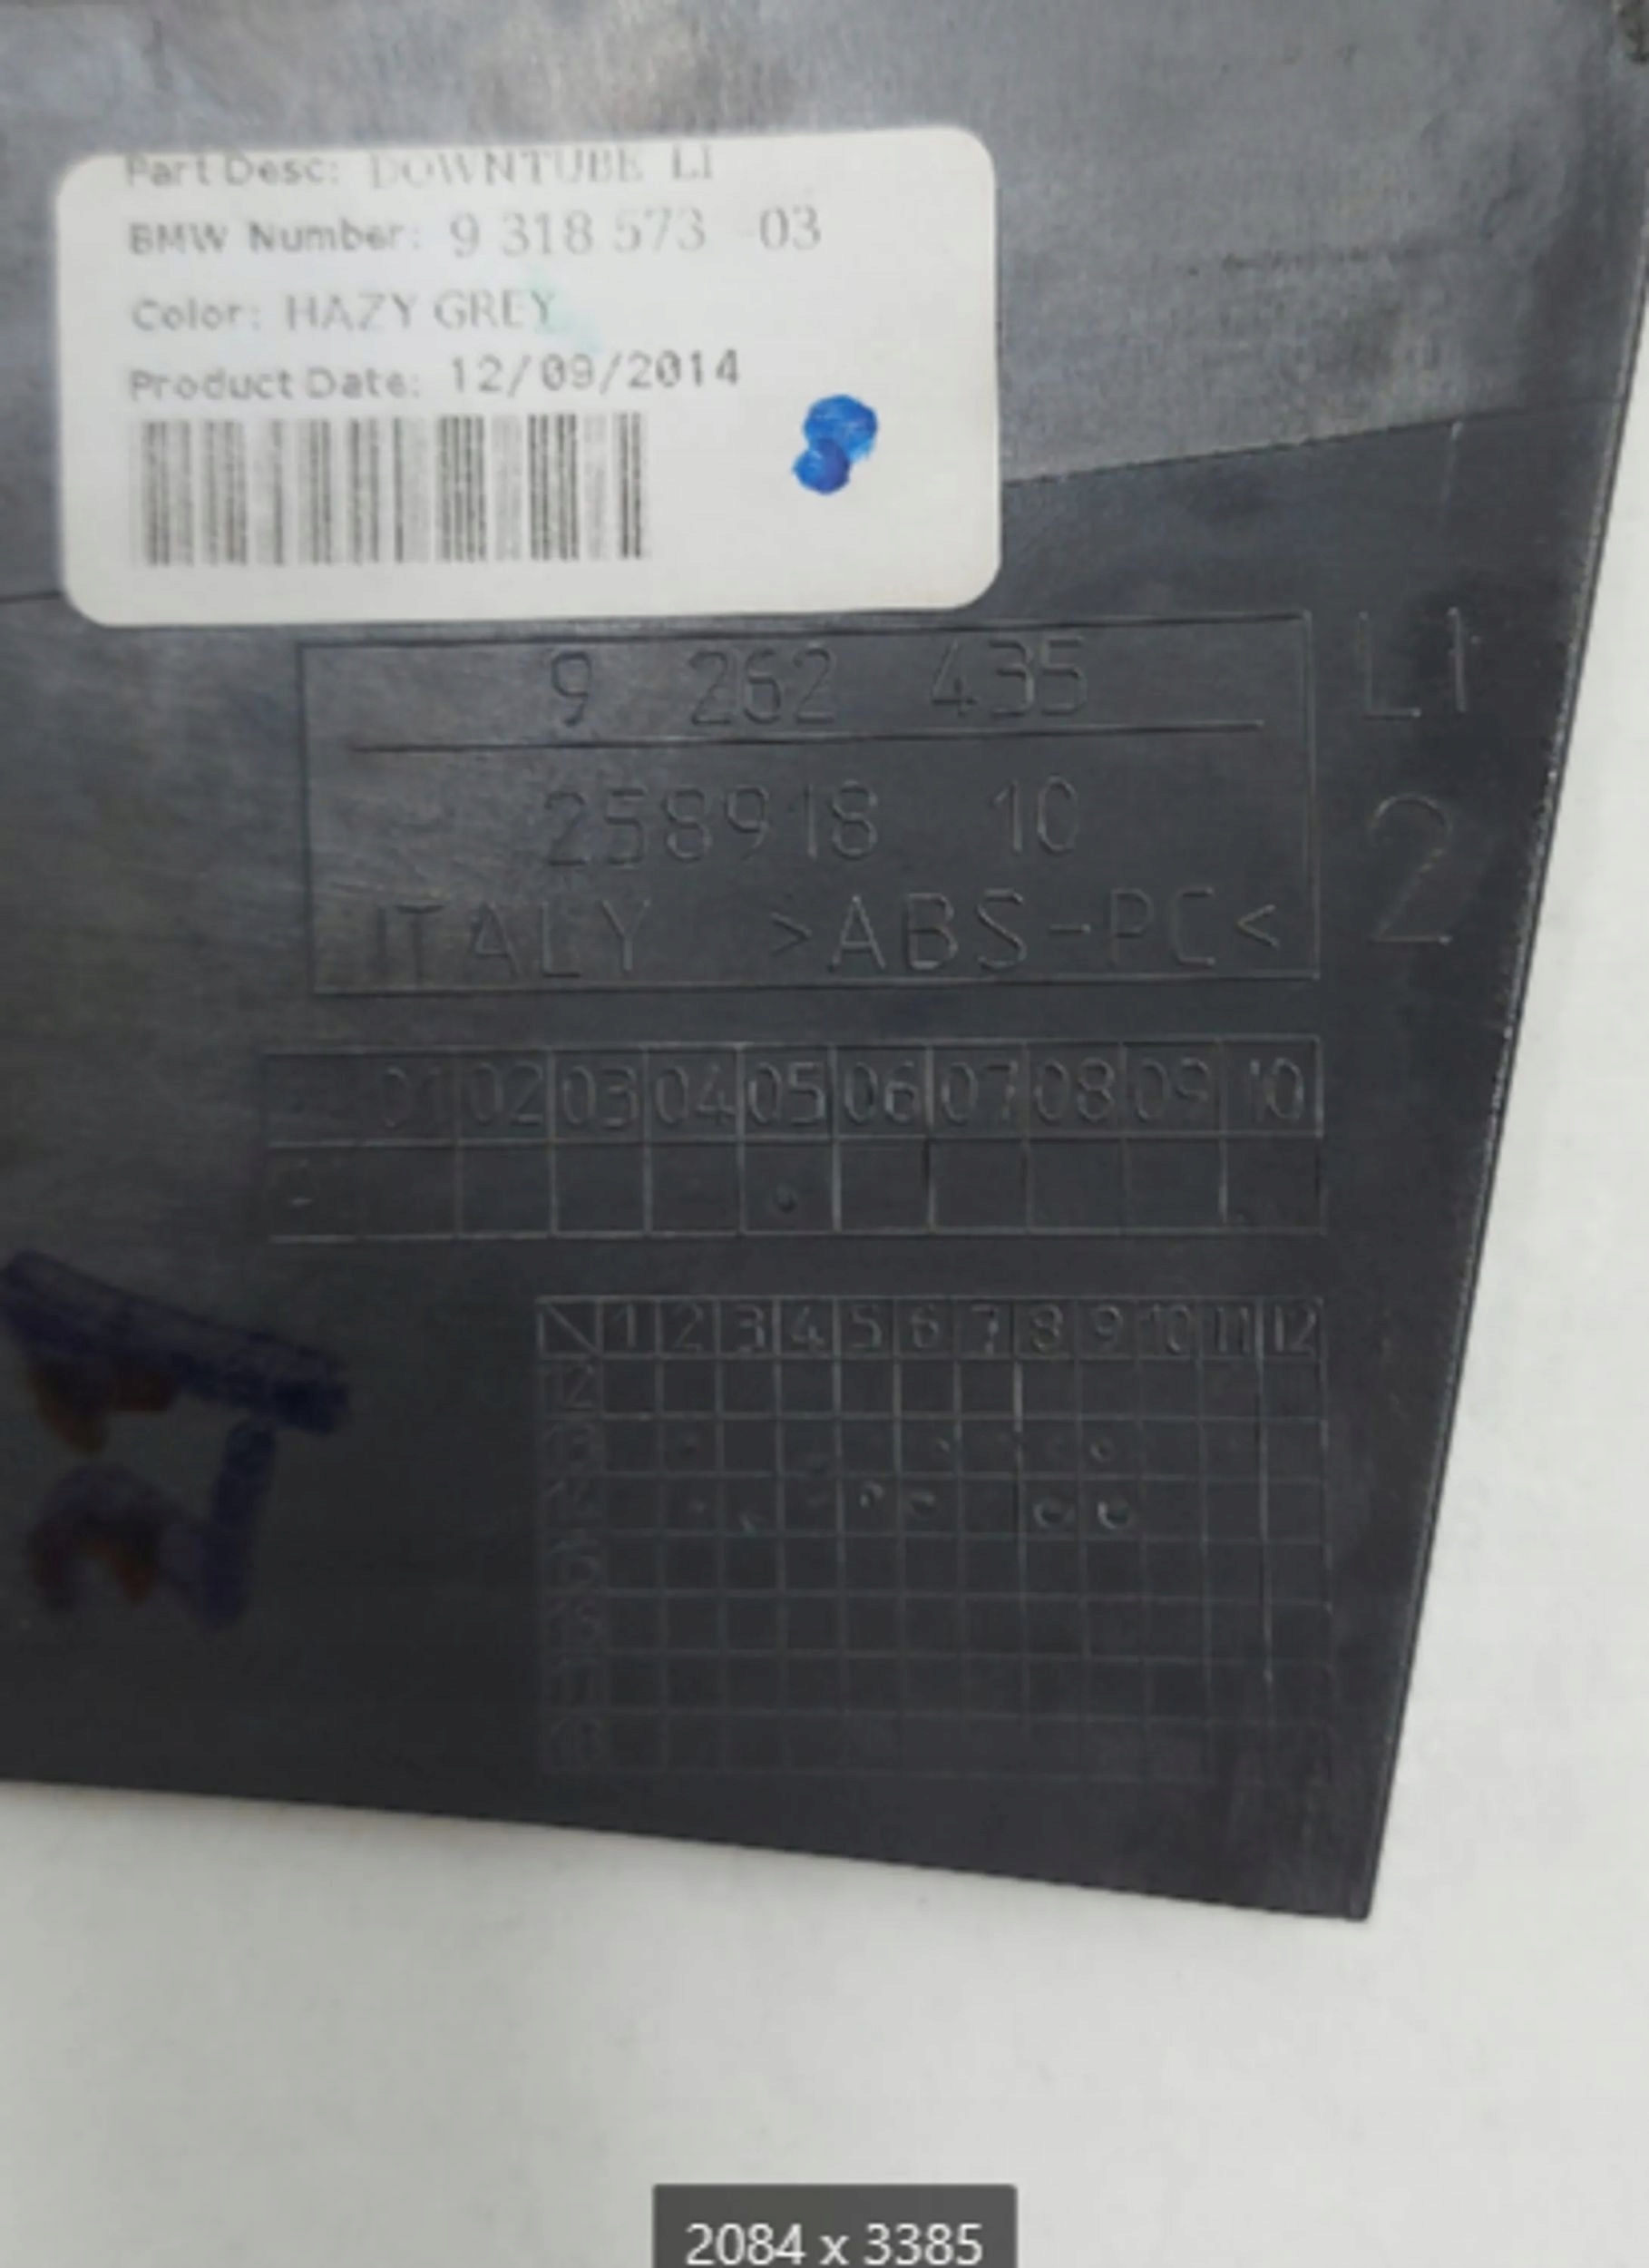 Part Desc: DOWNTUBE LI
BMW Number: 9 318 573 -03
Color: HAZY GREY
Product Date: 12/09/2014
9 262 435
258918 10
ITALY >ABS-PC<
LI
2
01 02 03 04 05 06 07 08 09 10
1 2 3 4 5 6 7 8 9 10 11 12
12
2084 x 3385